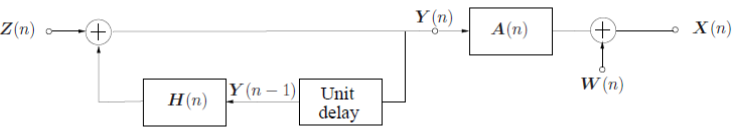 Z(n)
+
Y(n)
A(n)
+
X(n)
W(n)
H(n)
Y(n − 1)
Unit
delay